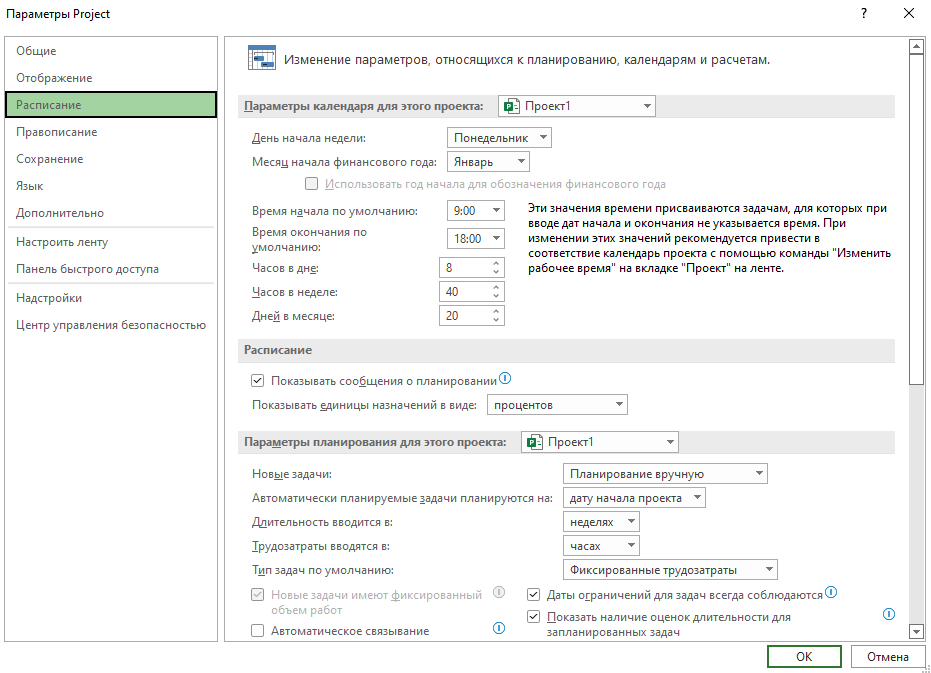 Параметры Project
?
Общие
Отображение
Расписание
Правописание
Сохранение
Язык
Дополнительно
Настроить ленту
Панель быстрого доступа
Надстройки
Центр управления безопасностью
Изменение параметров, относящихся к планированию, календарям и расчетам.
Параметры календаря для этого проекта: Проект1
День начала недели: Понедельник
Месяц начала финансового года: Январь
Использовать год начала для обозначения финансового года
Время начала по умолчанию: 9:00
Время окончания по
умолчанию: 18:00
Часов в дне: 8
Часов в неделе: 40
Дней в месяце: 20
Эти значения времени присваиваются задачам, для которых при
вводе дат начала и окончания не указывается время. При
изменении этих значений рекомендуется привести в
соответствие календарь проекта с помощью команды "Изменить
рабочее время" на вкладке "Проект" на ленте.
Расписание
Показывать сообщения о планировании
Показывать единицы назначений в виде: процентов
Параметры планирования для этого проекта: Проект1
Новые задачи: Планирование вручную
Автоматически планируемые задачи планируются на: дату начала проекта
Длительность вводится в: неделях
Трудозатраты вводятся в: часах
Тип задач по умолчанию: Фиксированные трудозатраты
Новые задачи имеют фиксированный
объем работ
Автоматическое связывание
Даты ограничений для задач всегда соблюдаются
Показать наличие оценок длительности для
запланированных задач
ОК
Отмена